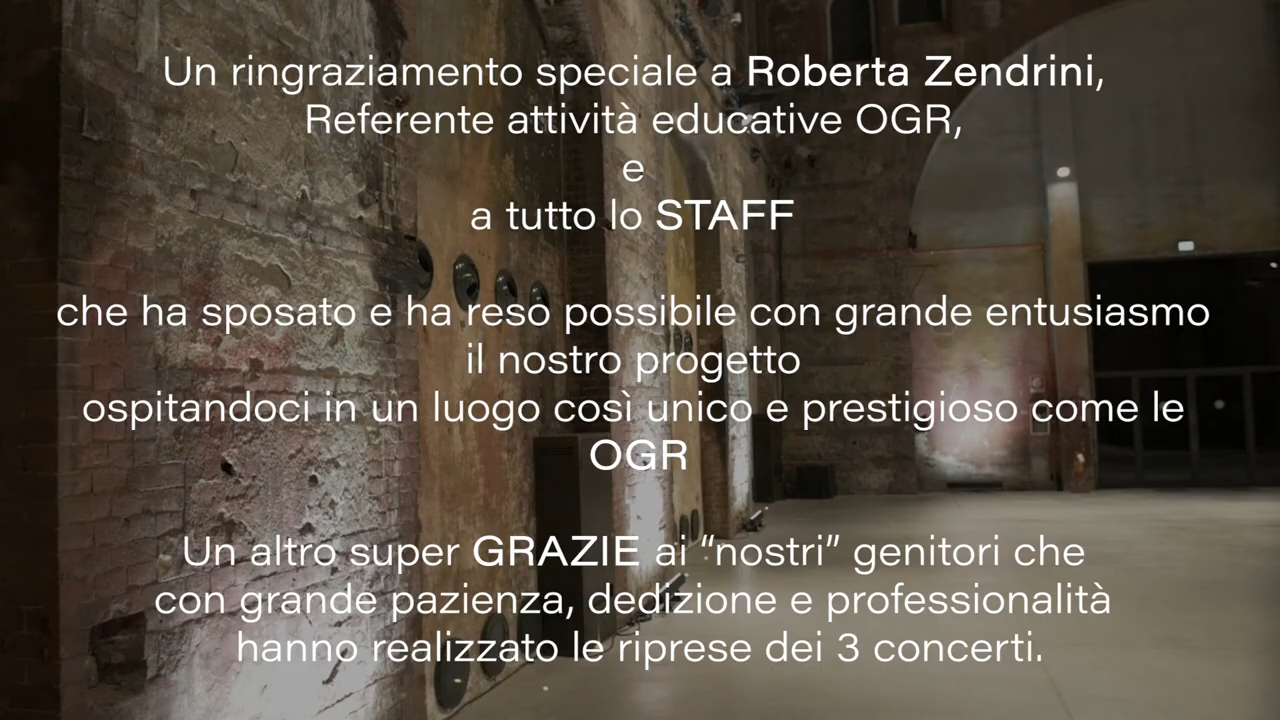 Un ringraziamento speciale a Roberta Zendrini,
Referente attività educative OGR,
e
a tutto lo STAFF
che ha sposato e ha reso possibile con grande entusiasmo
il nostro progetto
ospitandoci in un luogo così unico e prestigioso come le
OGR
Un altro super GRAZIE ai “nostri” genitori che
con grande pazienza, dedizione e professionalità
hanno realizzato le riprese dei 3 concerti.